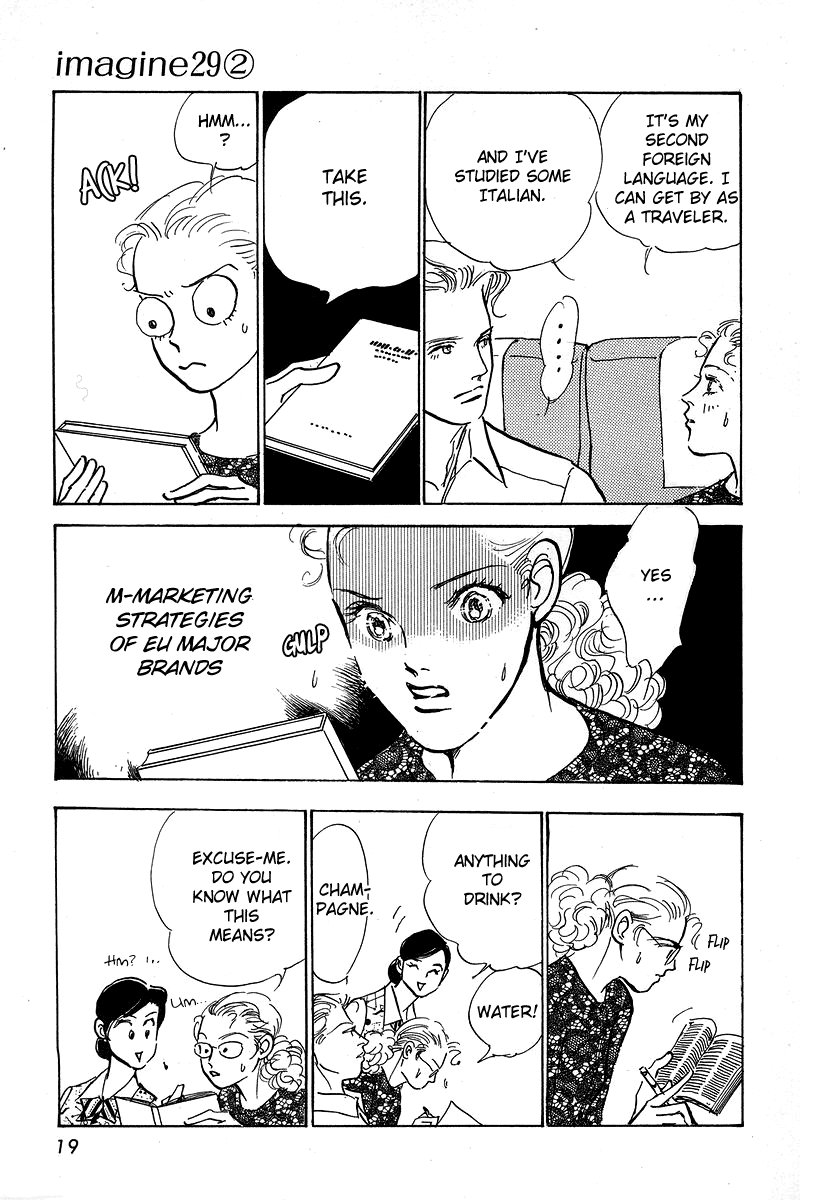 imagine29②
IT'S MY
SECOND
FOREIGN
LANGUAGE. I
CAN GET BY AS
A TRAVELER.
AND I'VE
STUDIED SOME
ITALIAN.
....
TAKE
THIS.
HMM...
?
ACK!
YES
...
M-MARKETING
STRATEGIES
OF EU MAJOR
BRANDS
GULP
FLIP
FLIP
ANYTHING
TO
DRINK?
CHAM-
PAGNE.
WATER!
EXCUSE-ME.
DO YOU
KNOW WHAT
THIS
MEANS?
Hm? ...
Um...
19